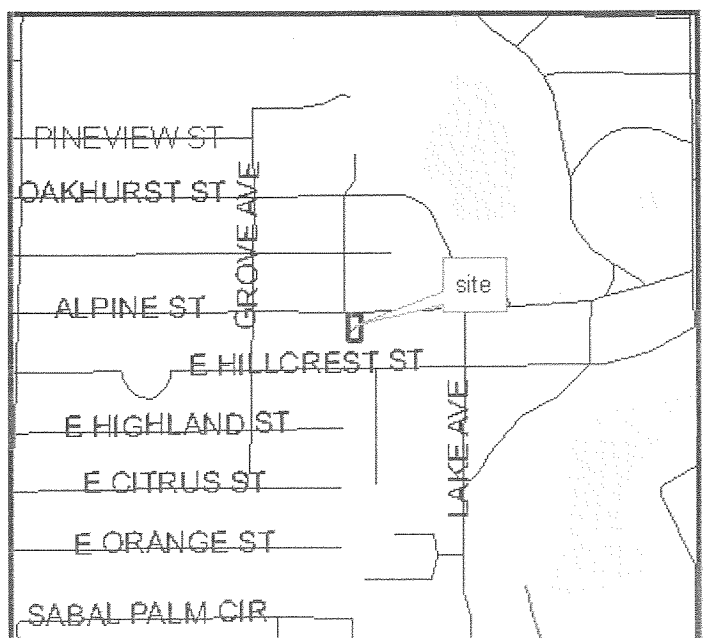 PINEVIEW ST
OAKHURST ST
GROVE AVE
site
ALPINE ST
E HILLCREST ST
LAKE AVE
E HIGHLAND ST
E CITRUS ST
E ORANGE ST
SABAL PALM CIR